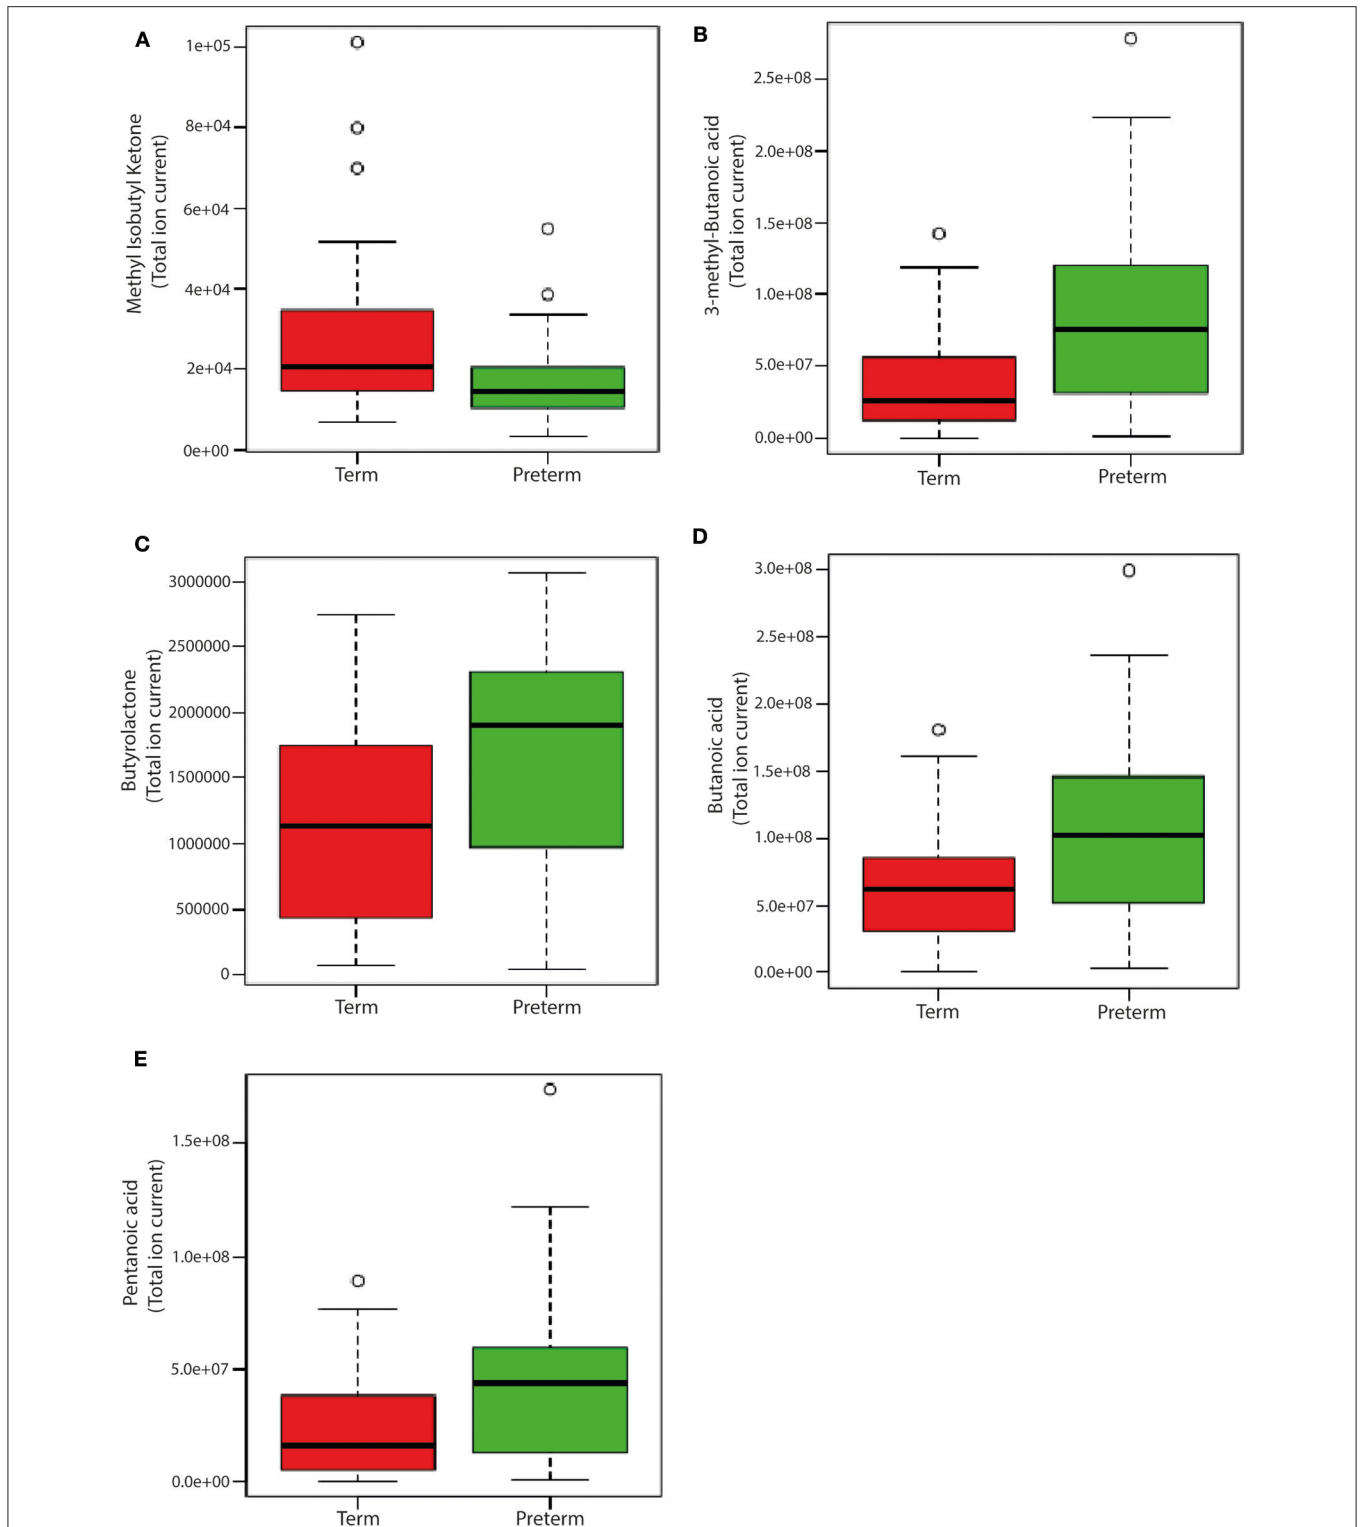 A
Methyl Isobutyl Ketone
(Total ion current)
1e+05
8e+04
6e+04
4e+04
2e+04
0e+00
Term
Preterm
B
3-methyl-Butanoic acid
(Total ion current)
2.5e+08
2.0e+08
1.5e+08
1.0e+08
5.0e+07
0.0e+00
Term
Preterm
C
Butyrolactone
(Total ion current)
3000000
2500000
2000000
1500000
1000000
500000
0
Term
Preterm
D
Butanoic acid
(Total ion current)
3.0e+08
2.5e+08
2.0e+08
1.5e+08
1.0e+08
5.0e+07
0.0e+00
Term
Preterm
E
Pentanoic acid
(Total ion current)
1.5e+08
1.0e+08
5.0e+07
0.0e+00
Term
Preterm